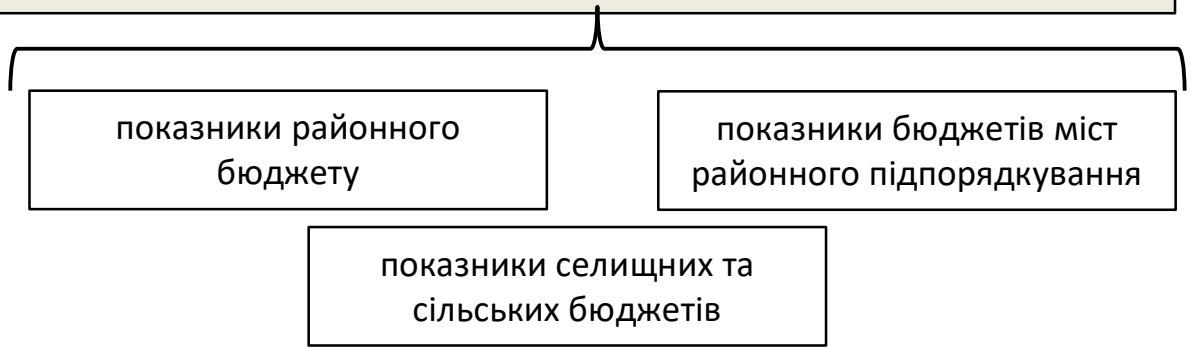 показники районного
бюджету
показники бюджетів міст
районного підпорядкування
показники селищних та
сільських бюджетів